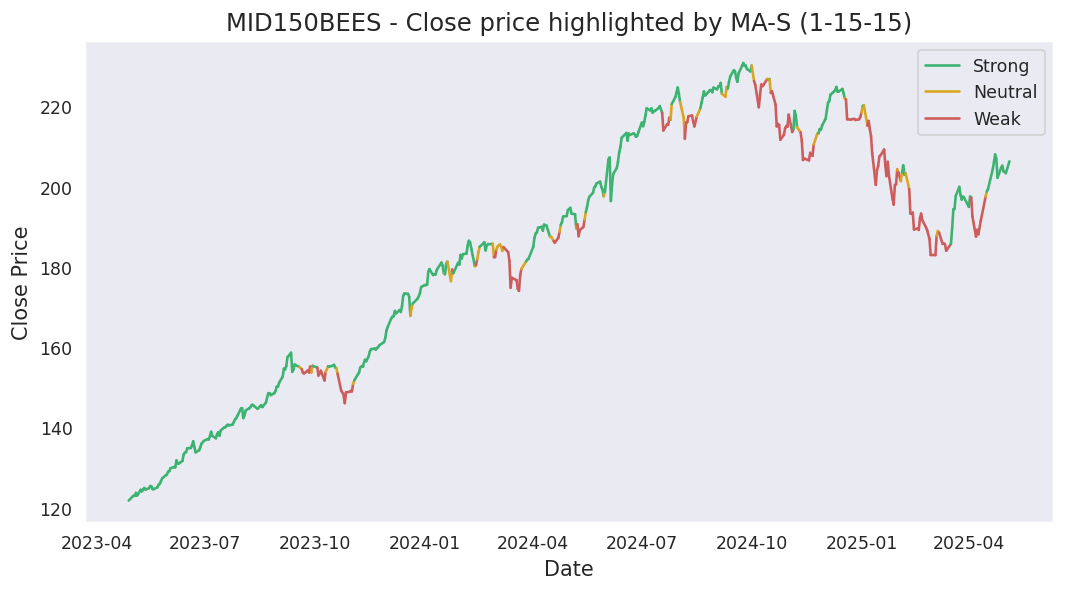 MID150BEES - Close price highlighted by MA-S (1-15-15)
Strong
Neutral
Weak
Close Price
220
200
180
160
140
120
2023-04 2023-07 2023-10 2024-01 2024-04 2024-07 2024-10 2025-01 2025-04
Date